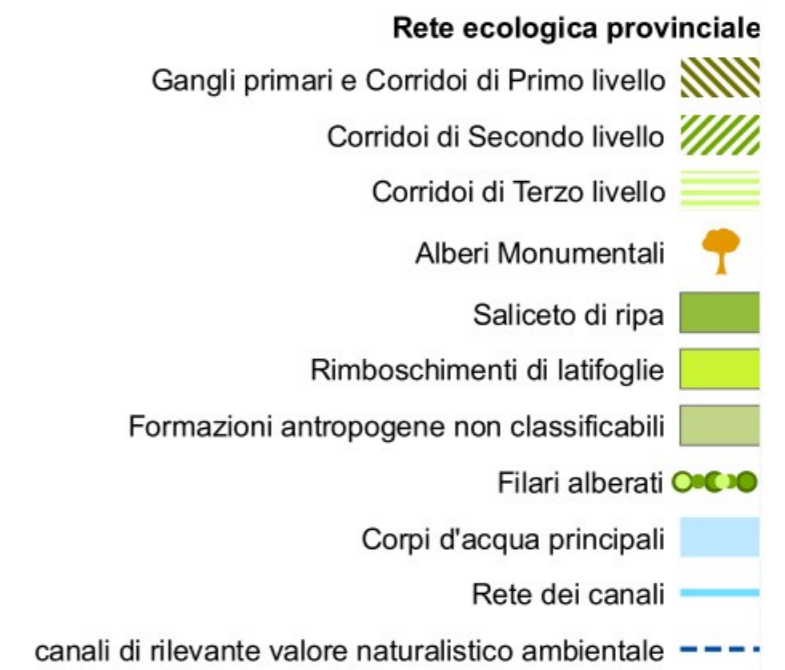 Rete ecologica provinciale
Gangli primari e Corridoi di Primo livello
Corridoi di Secondo livello
Corridoi di Terzo livello
Alberi Monumentali
Saliceto di ripa
Rimboschimenti di latifoglie
Formazioni antropogene non classificabili
Filari alberati
Corpi d'acqua principali
Rete dei canali
canali di rilevante valore naturalistico ambientale